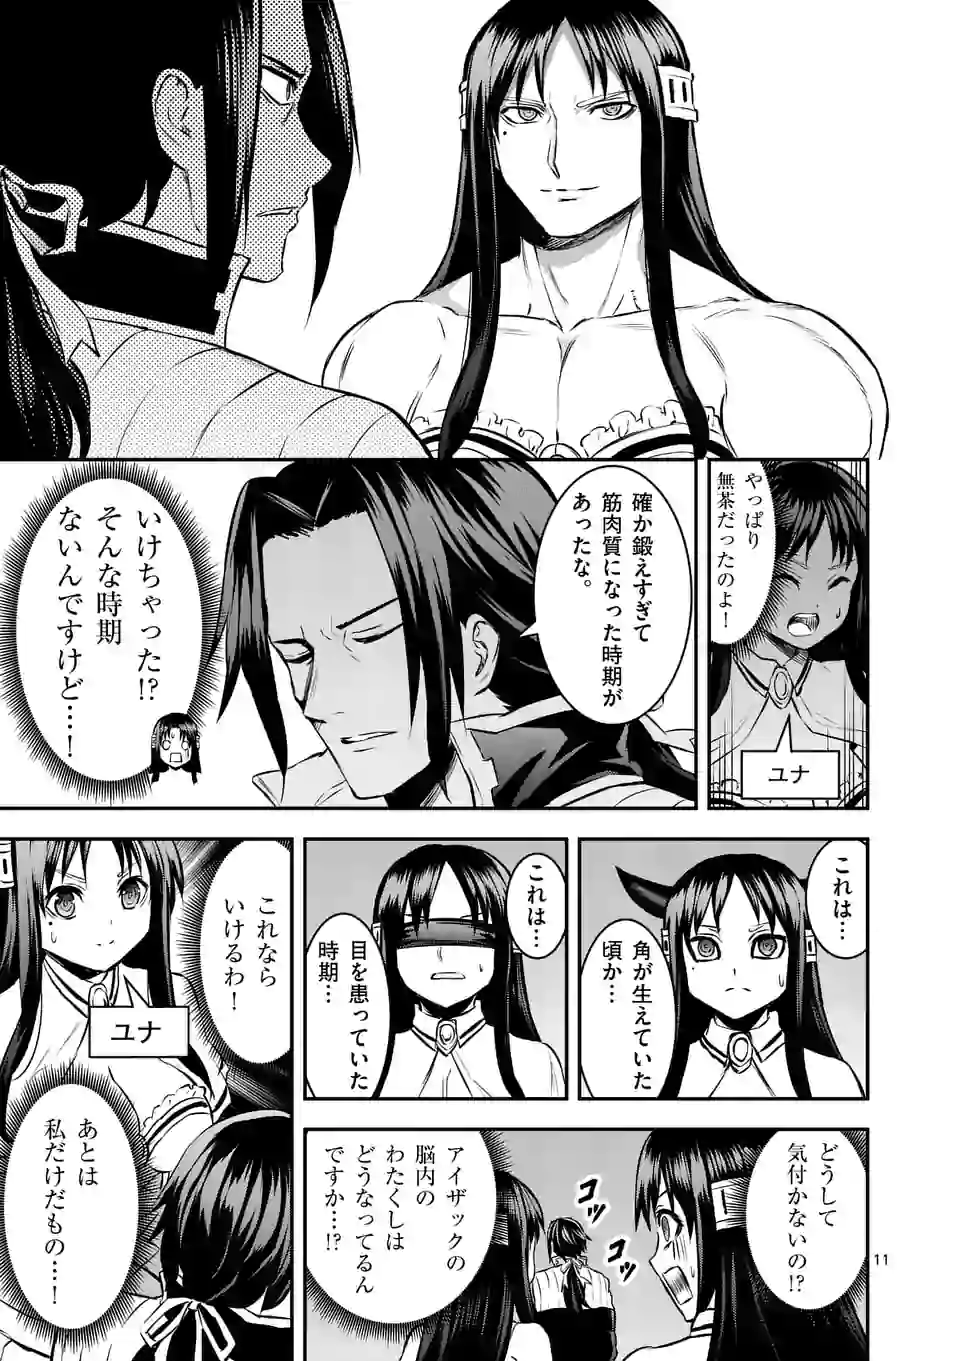 やっぱり
無茶だったのよ！
ユナ
確か鍛えすぎて
筋肉質になった時期が
あったな。
いけちゃった!?
そんな時期
ないんですけど…！
これは…
角が生えていた
頃か…
これは…
目を患っていた
時期…
これなら
いけるわ！
ユナ
どうして
気付かないの!?
コツ
コツ
アイザックの
脳内の
わたくしは
どうなってるん
ですか…!?
あとは
私だけだもの…！
11